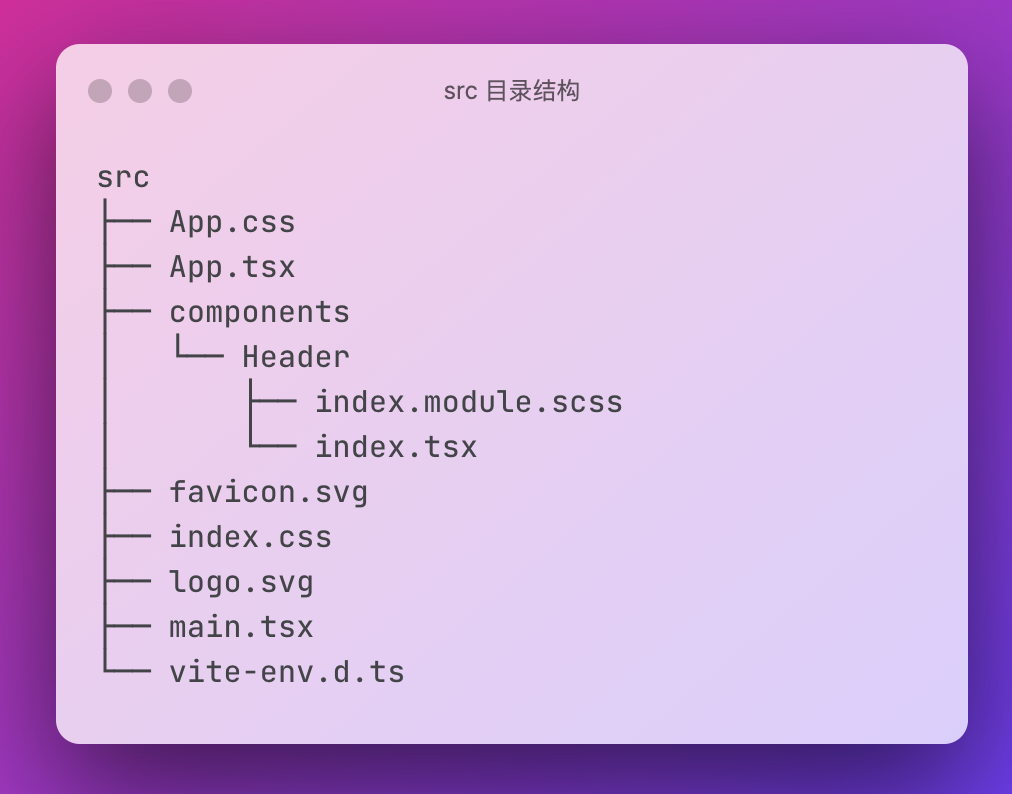 src 目录结构
src
├── App.css
├── App.tsx
├── components
│   └── Header
│       ├── index.module.scss
│       └── index.tsx
├── favicon.svg
├── index.css
├── logo.svg
├── main.tsx
└── vite-env.d.ts